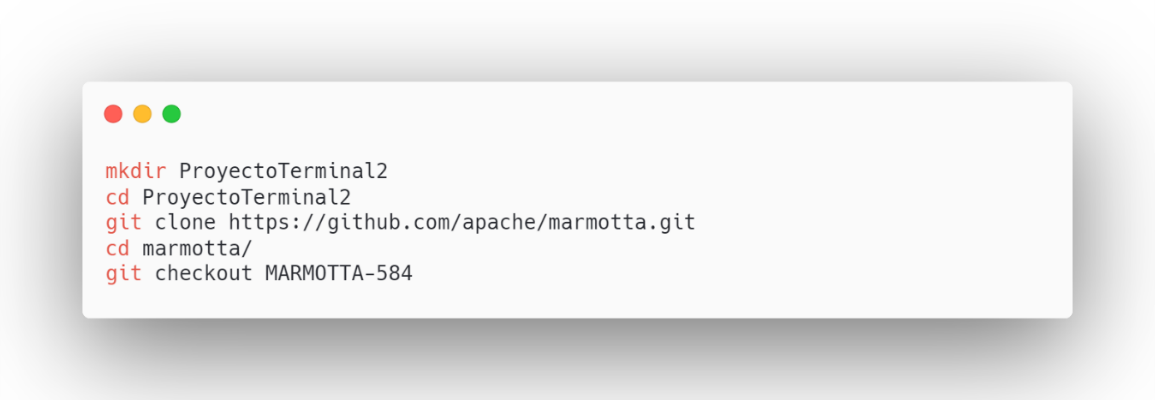 mkdir ProyectoTerminal2
cd ProyectoTerminal2
git clone https://github.com/apache/marmotta.git
cd marmotta/
git checkout MARMOTTA-584